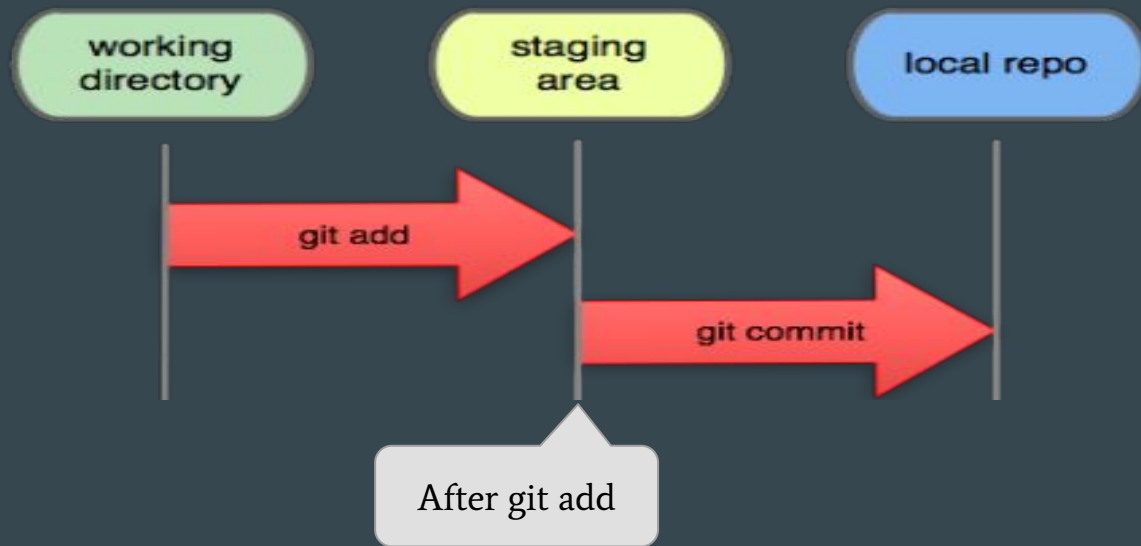 working
directory
staging
area
local repo
git add
git commit
After git add